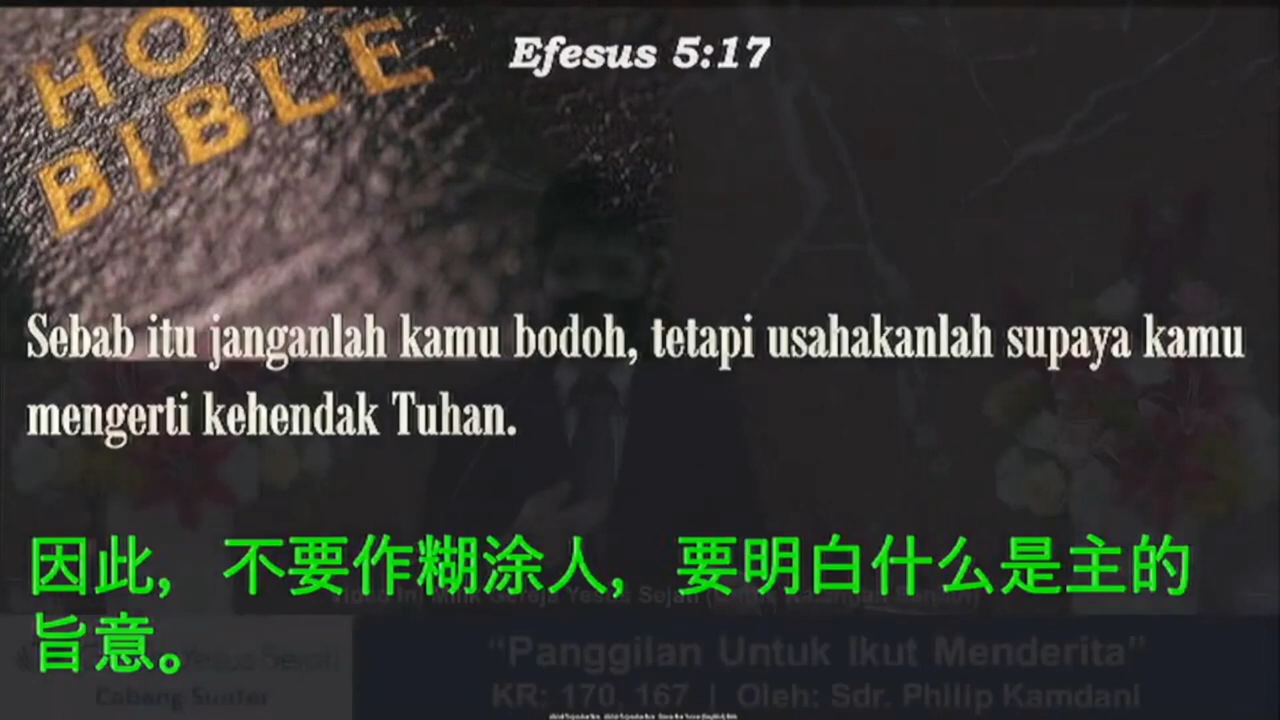 HOLY
BIBLE
Efesus 5:17
Sebab itu janganlah kamu bodoh, tetapi usahakanlah supaya kamu
mengerti kehendak Tuhan.
因此，不要作糊涂人，要明白什么是主的
旨意。
“Panggilan Untuk Ikut Menderita”
Cabang Sunter
KR: 170, 167 | Oleh: Sdr. Philip Kamdani